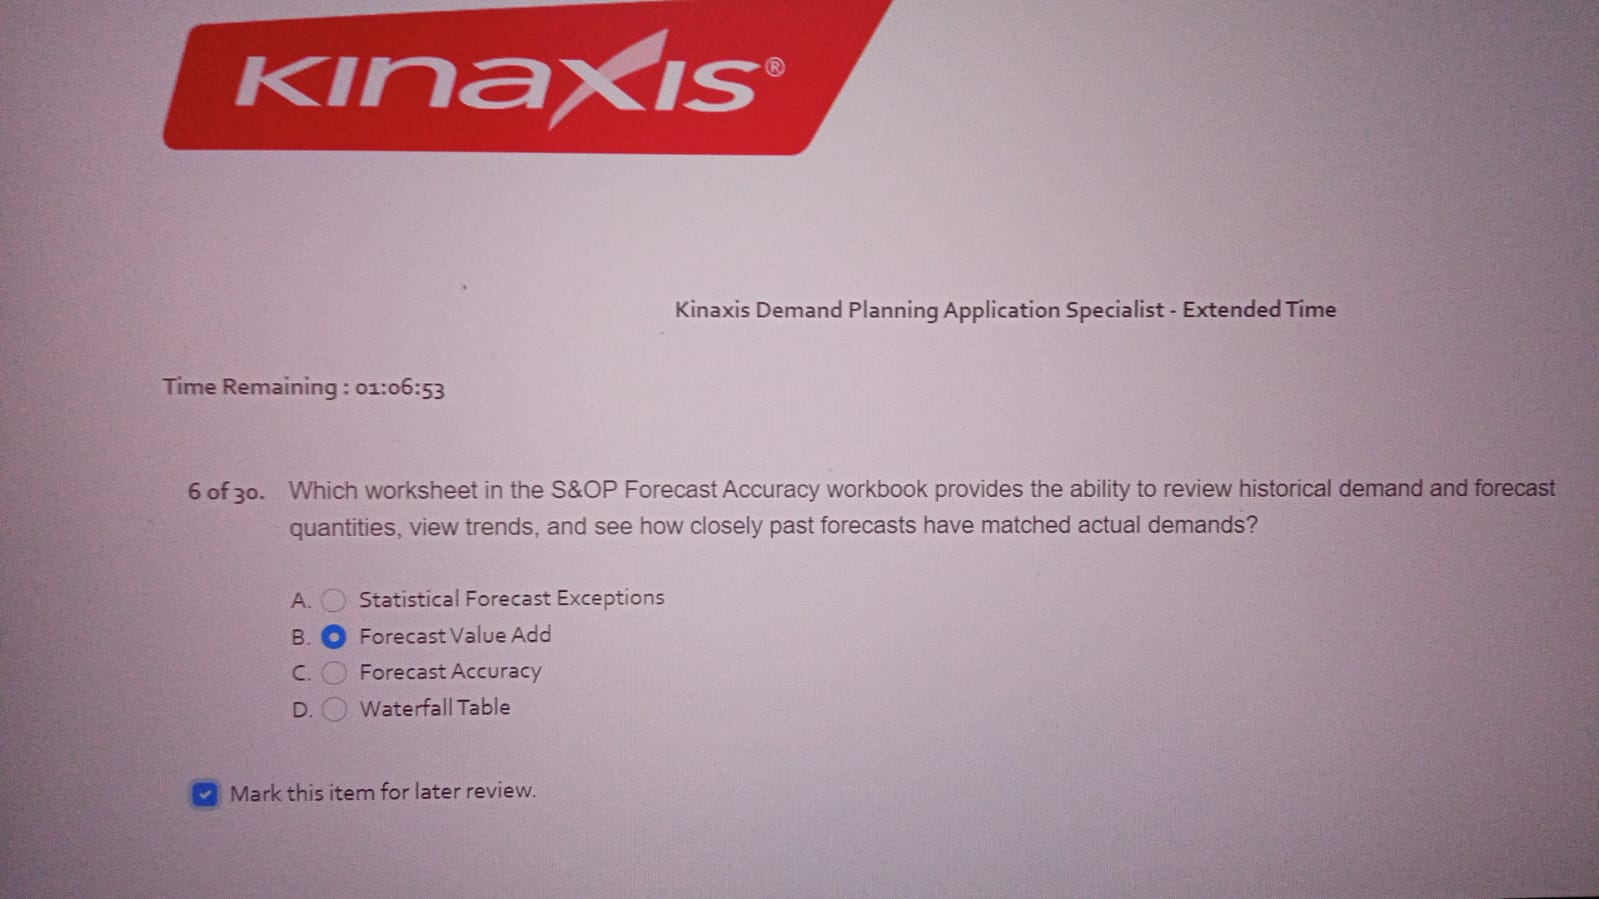 KINAXIS®
Kinaxis Demand Planning Application Specialist - Extended Time
Time Remaining : 01:06:53
6 of 30. Which worksheet in the S&OP Forecast Accuracy workbook provides the ability to review historical demand and forecast
quantities, view trends, and see how closely past forecasts have matched actual demands?
A. Statistical Forecast Exceptions
B. Forecast Value Add
C. Forecast Accuracy
D. Waterfall Table
Mark this item for later review.